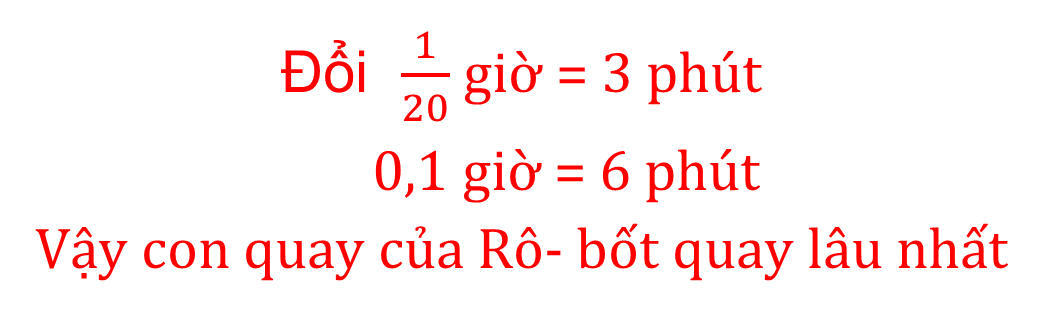 Đổi 1/20 giờ = 3 phút
0,1 giờ = 6 phút
Vậy con quay của Rô- bốt quay lâu nhất